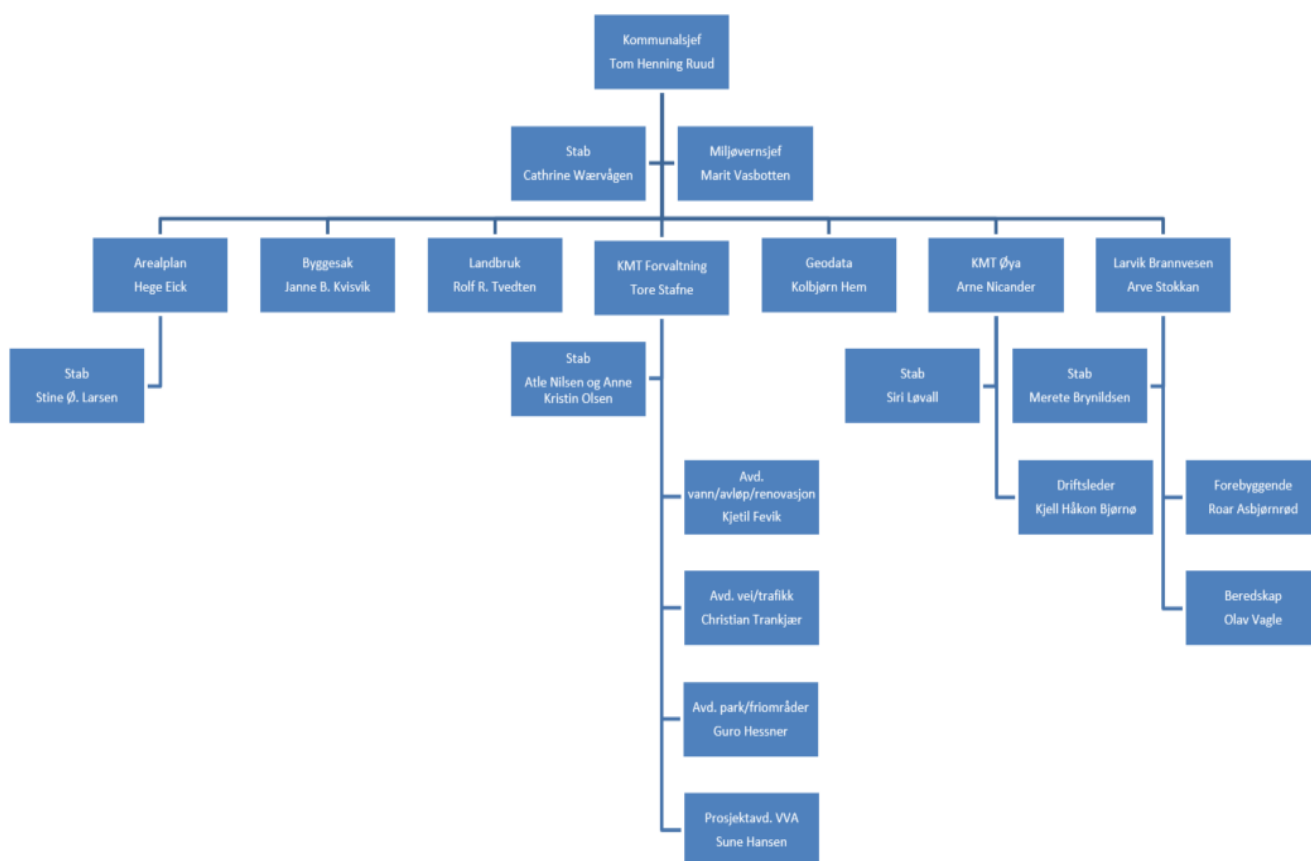 Kommunalsjef
Tom Henning Ruud
Stab
Cathrine Wærvågen
Miljøvernsjef
Marit Vasbotten
Arealplan
Hege Eick
Byggesak
Janne B. Kvisvik
Landbruk
Rolf R. Tvedten
KMT Forvaltning
Tore Stafne
Geodata
Kolbjørn Hem
KMT Øya
Arne Nicander
Larvik Brannvesen
Arve Stokkan
Stab
Stine Ø. Larsen
Stab
Atle Nilsen og Anne
Kristin Olsen
Stab
Siri Løvall
Stab
Merete Brynildsen
Avd.
vann/avløp/renovasjon
Kjetil Fevik
Driftsleder
Kjell Håkon Bjørnø
Forebyggende
Roar Asbjørnrød
Avd. vei/trafikk
Christian Trankjær
Beredskap
Olav Vagle
Avd. park/friområder
Guro Hessner
Prosjektavd. VVA
Sune Hansen